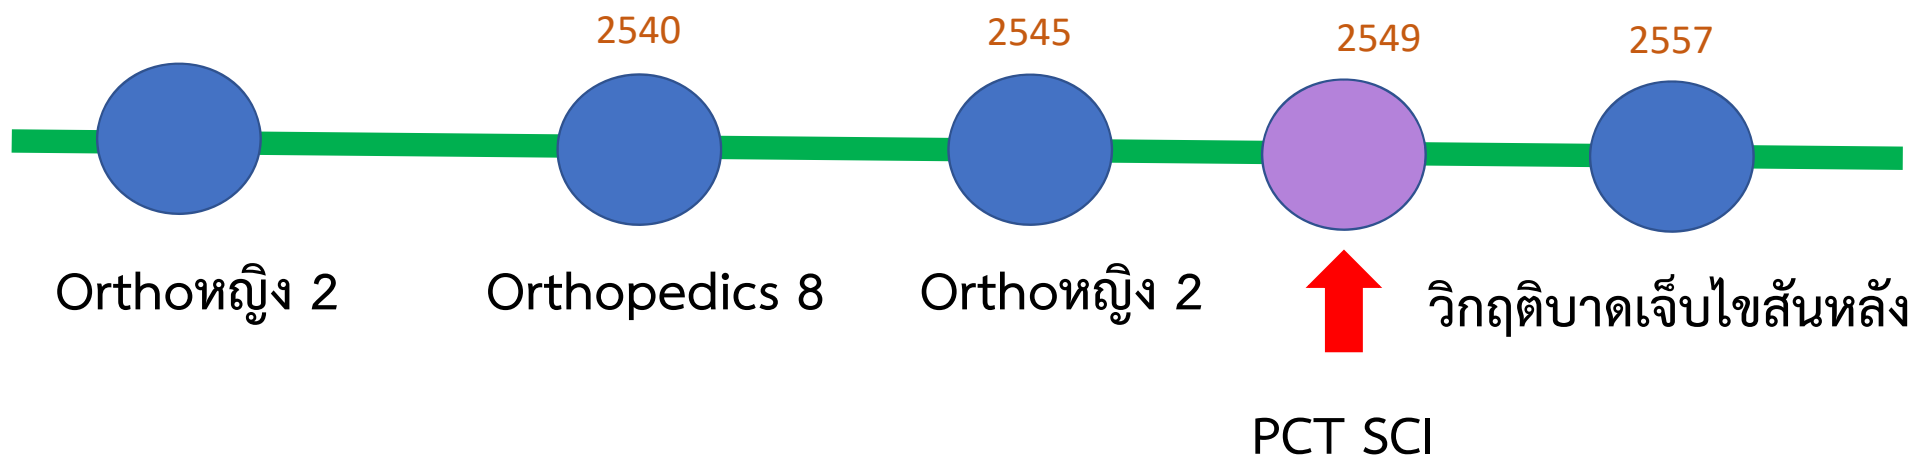 2540
2545
2549
2557
Orthoหญิง 2
Orthopedics 8
Orthoหญิง 2
วิกฤติบาดเจ็บไขสันหลัง
PCT SCI